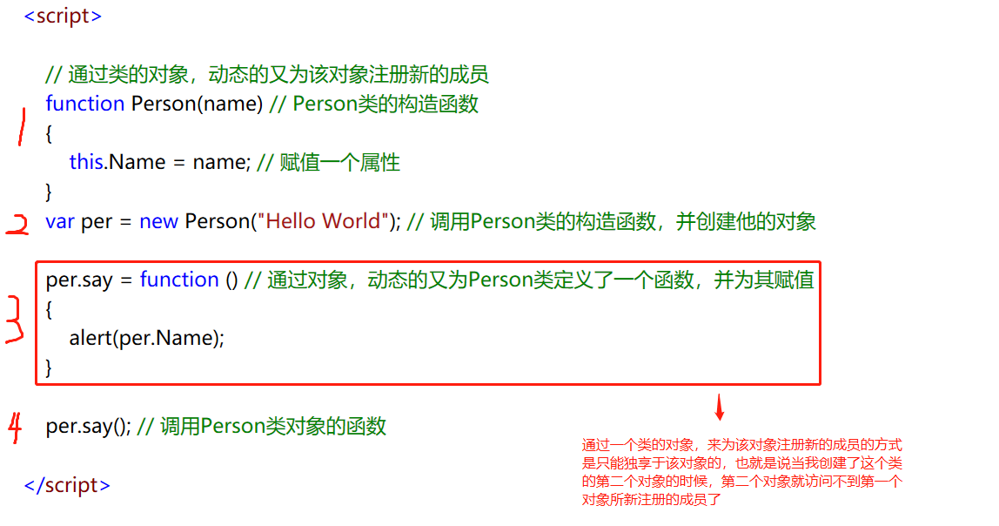 <script>
// 通过类的对象，动态的又为该对象注册新的成员
function Person(name) // Person类的构造函数
1
{
this.Name = name; // 赋值一个属性
}
2
var per = new Person("Hello World"); // 调用Person类的构造函数，并创建他的对象
per.say = function () // 通过对象，动态的又为Person类定义了一个函数，并为其赋值
3
{
alert(per.Name);
}
4
per.say(); // 调用Person类对象的函数
通过一个类的对象，来为该对象注册新的成员的方式
是只能独享于该对象的，也就是说当我创建了这个类
的第二个对象的时候，第二个对象就访问不到第一个
对象所新注册的成员了
</script>